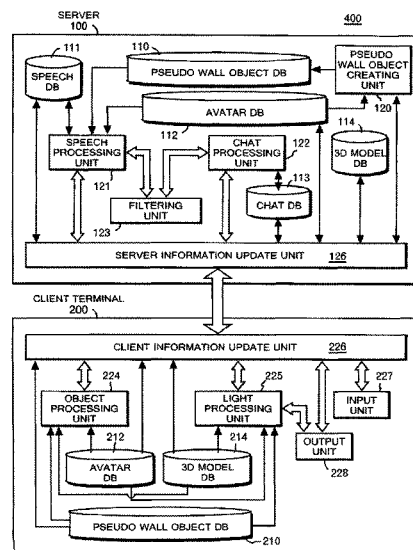 SERVER
100
400
111
SPEECH
DB
110
PSEUDO WALL OBJECT DB
PSEUDO
WALL OBJECT
CREATING
UNIT
120
AVATAR DB
112
114
3D MODEL
DB
SPEECH
PROCESSING
UNIT
121
CHAT
PROCESSING
UNIT
122
113
CHAT DB
FILTERING
UNIT
123
SERVER INFORMATION UPDATE UNIT 126
CLIENT TERMINAL
200
CLIENT INFORMATION UPDATE UNIT 226
224
OBJECT
PROCESSING
UNIT
225
LIGHT
PROCESSING
UNIT
227
INPUT
UNIT
212
AVATAR
DB
214
3D MODEL
DB
OUTPUT
UNIT
228
PSEUDO WALL OBJECT DB
210